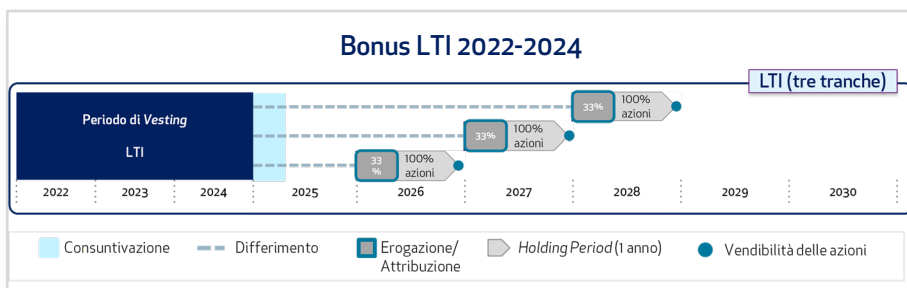 Bonus LTI 2022-2024
LTI (tre tranche)
Periodo di Vesting
LTI
33%
100%
azioni
33%
100%
azioni
33
%
100%
azioni
2022
2023
2024
2025
2026
2027
2028
2029
2030
Consuntivazione
Differimento
Erogazione/
Attribuzione
Holding Period (1 anno)
Vendibilità delle azioni